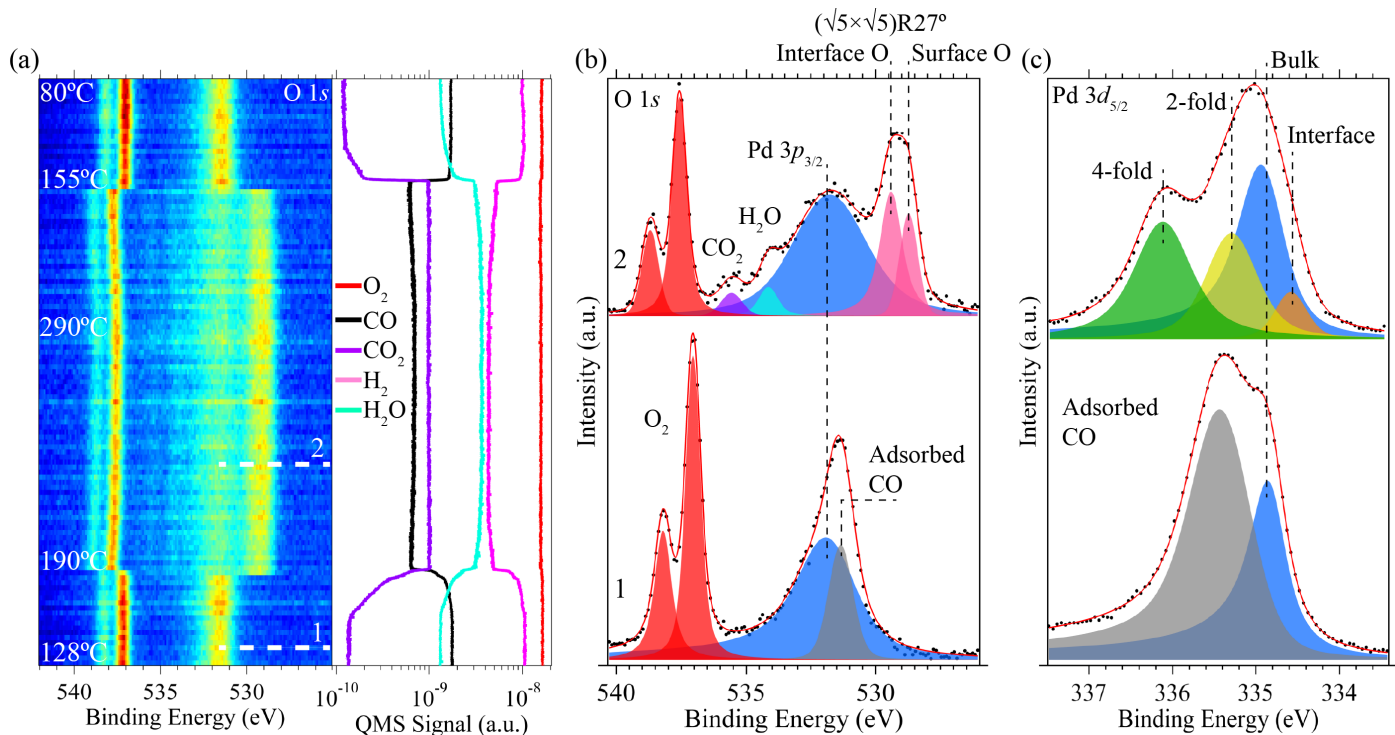 (a)
80ºC
O 1s
155ºC
290ºC
2
190ºC
1
128ºC
540
535
530
Binding Energy (eV)
O₂
CO
CO₂
H₂
H₂O
10⁻¹⁰
10⁻⁹
10⁻⁸
QMS Signal (a.u.)
(b)
(√5×√5)R27º
Interface O
Surface O
O 1s
Pd 3p₃/₂
H₂O
CO₂
2
O₂
Adsorbed
CO
1
Intensity (a.u.)
540
535
530
Binding Energy (eV)
(c)
Bulk
Pd 3d₅/₂
2-fold
Interface
4-fold
Adsorbed
CO
Intensity (a.u.)
337
336
335
334
Binding Energy (eV)